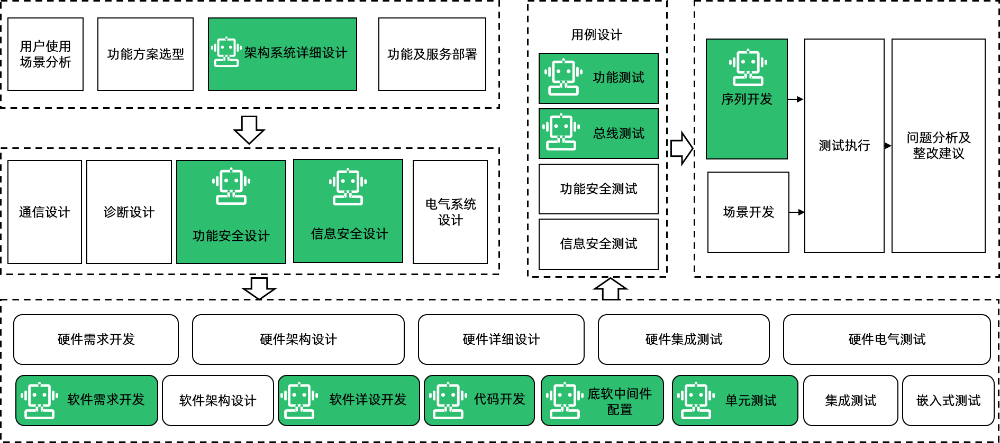 用户使用
场景分析
功能方案选型
架构系统详细设计
功能及服务部署
通信设计
诊断设计
功能安全设计
信息安全设计
电气系统
设计
用例设计
功能测试
总线测试
功能安全测试
信息安全测试
序列开发
场景开发
测试执行
问题分析及
整改建议
硬件需求开发
硬件架构设计
硬件详细设计
硬件集成测试
硬件电气测试
软件需求开发
软件架构设计
软件详设开发
代码开发
底软中间件
配置
单元测试
集成测试
嵌入式测试